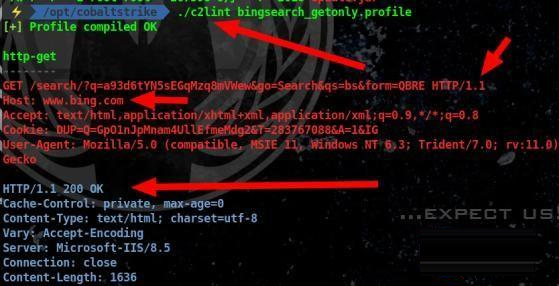 /opt/cobaltstrike ./c2lint bingsearch_getonly.profile
[+] Profile compiled OK
http-get
--------
GET /search/?q=a93d6tYN5sEGqMzq8mVWew&go=Search&qs=bs&form=QBRE HTTP/1.1
Host: www.bing.com
Accept: text/html,application/xhtml+xml,application/xml;q=0.9,*/*;q=0.8
Cookie: DUP=Q=GpO1nJpMnam4UllEfmeMdg2&T=283767088&A=1&IG
User-Agent: Mozilla/5.0 (compatible, MSIE 11, Windows NT 6.3; Trident/7.0; rv:11.0)
Gecko
HTTP/1.1 200 OK
Cache-Control: private, max-age=0
Content-Type: text/html; charset=utf-8
Vary: Accept-Encoding
...EXPECT US
Server: Microsoft-IIS/8.5
Connection: close
Content-Length: 1636